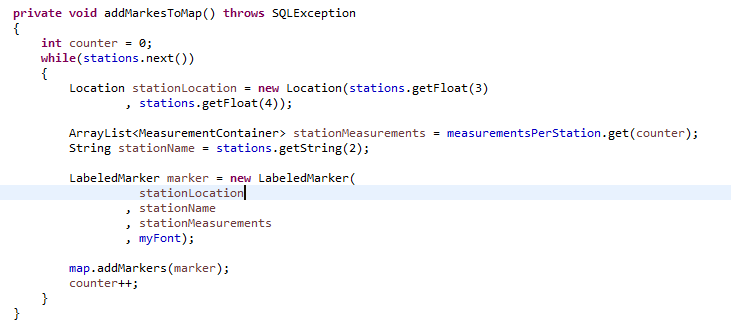 private void addMarkesToMap() throws SQLException
{
    int counter = 0;
    while(stations.next())
    {
        Location stationLocation = new Location(stations.getFloat(3)
                , stations.getFloat(4));

        ArrayList<MeasurementContainer> stationMeasurements = measurementsPerStation.get(counter);
        String stationName = stations.getString(2);

        LabeledMarker marker = new LabeledMarker(
                  stationLocation
                , stationName
                , stationMeasurements
                , myFont);

        map.addMarkers(marker);
        counter++;
    }
}